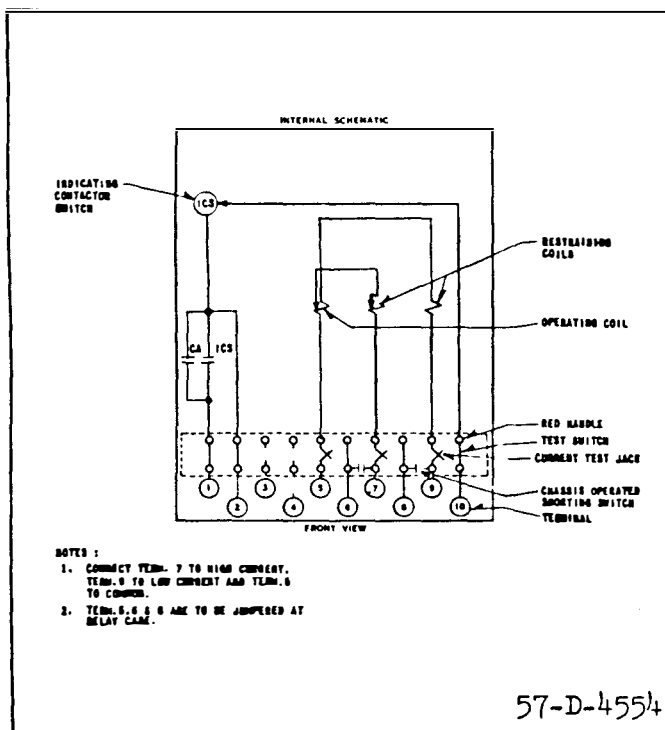 INTERNAL SCHEMATIC
INDICATING
CONTACTOR
SWITCH
ICS
RESTRAINING
COILS
OPERATING COIL
CA ICS
RED HANDLE
TEST SWITCH
CURRENT TEST JACK
CHASSIS OPERATED
SHORTING SWITCH
TERMINAL
1 3 5 7 9
2 4 6 8 10
FRONT VIEW
NOTES :
1. CONNECT TERM. 7 TO HIGH CURRENT,
TERM. 9 TO LOW CURRENT AND TERM. 5
TO COMMON.
2. TERM. 5, 6 & 8 ARE TO BE JUMPERED AT
RELAY CASE.
57-D-4554